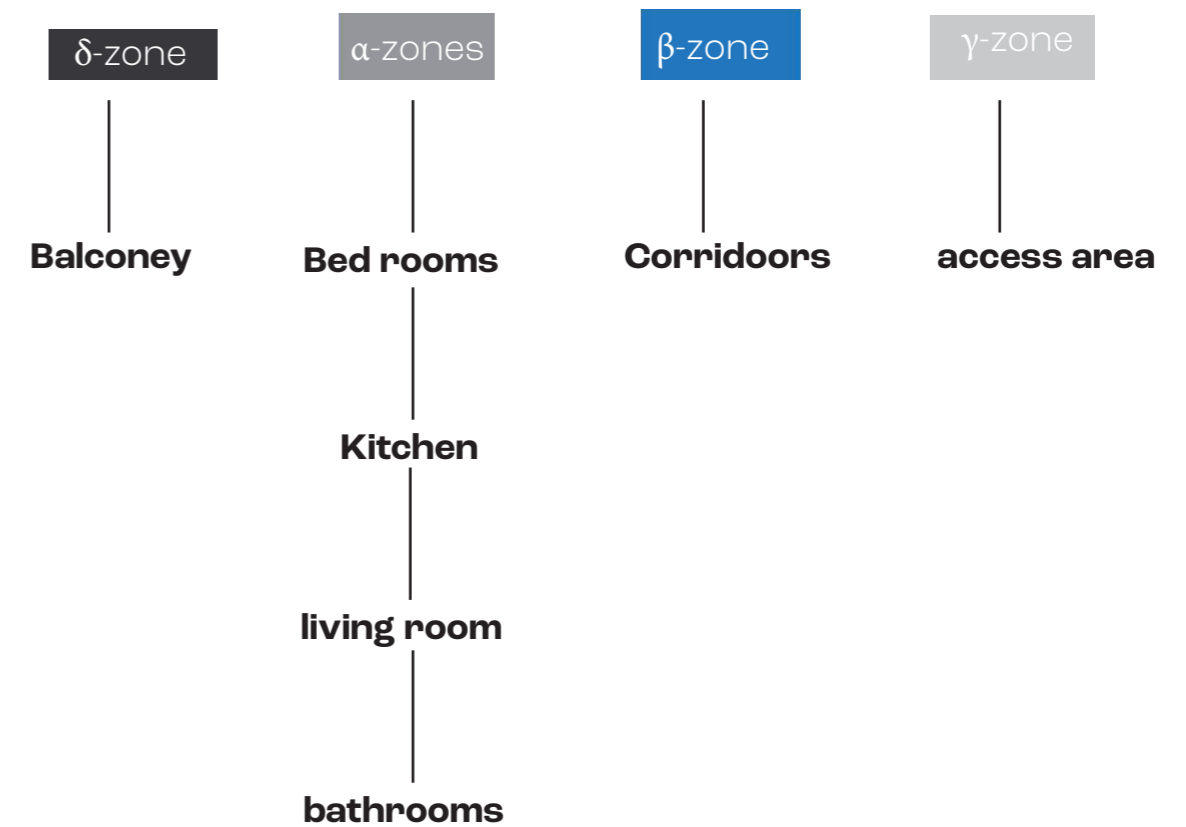 δ-zone
α-zones
β-zone
γ-zone
Balconey
Bed rooms
Corridoors
access area
Kitchen
living room
bathrooms